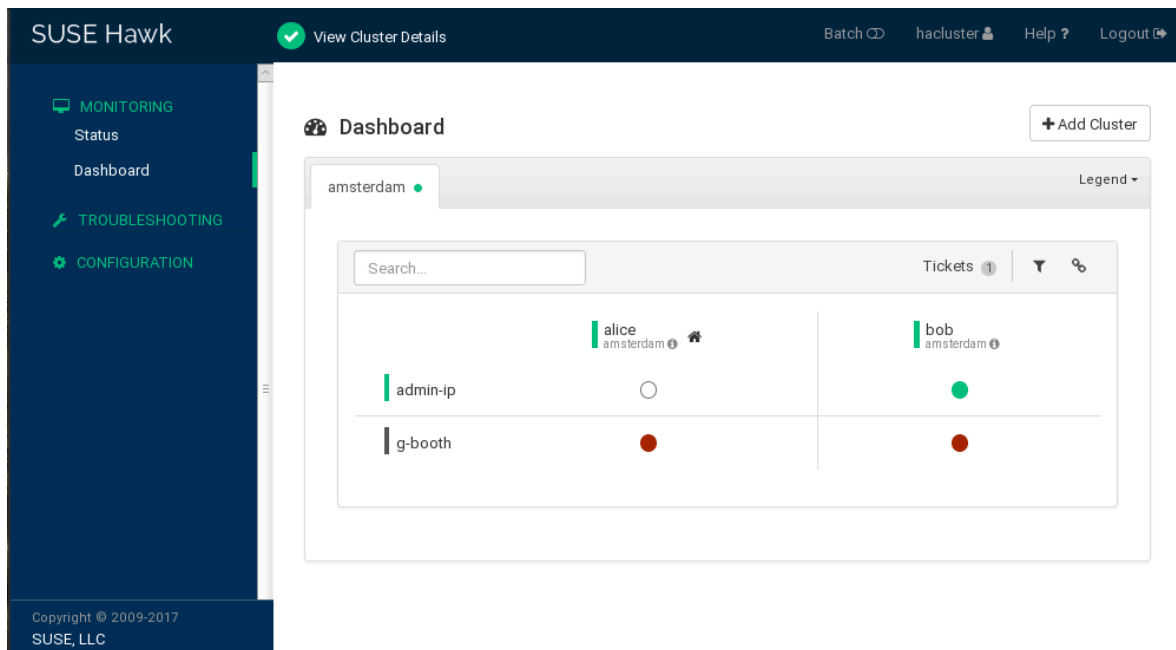 SUSE Hawk
View Cluster Details
Batch
hacluster
Help ?
Logout
MONITORING
Status
Dashboard
TROUBLESHOOTING
CONFIGURATION
Copyright © 2009-2017
SUSE, LLC
Dashboard
+ Add Cluster
amsterdam
Legend
Search...
Tickets 1
alice
amsterdam
bob
amsterdam
admin-ip
g-booth